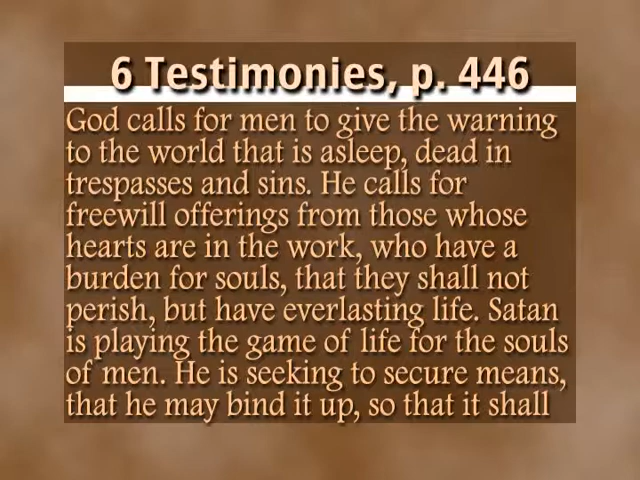 6 Testimonies, p. 446
God calls for men to give the warning
to the world that is asleep, dead in
trespasses and sins. He calls for
freewill offerings from those whose
hearts are in the work, who have a
burden for souls, that they shall not
perish, but have everlasting life. Satan
is playing the game of life for the souls
of men. He is seeking to secure means,
that he may bind it up, so that it shall